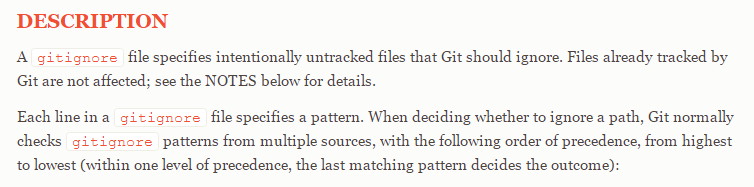 DESCRIPTION
A gitignore file specifies intentionally untracked files that Git should ignore. Files already tracked by
Git are not affected; see the NOTES below for details.
Each line in a gitignore file specifies a pattern. When deciding whether to ignore a path, Git normally
checks gitignore patterns from multiple sources, with the following order of precedence, from highest
to lowest (within one level of precedence, the last matching pattern decides the outcome):